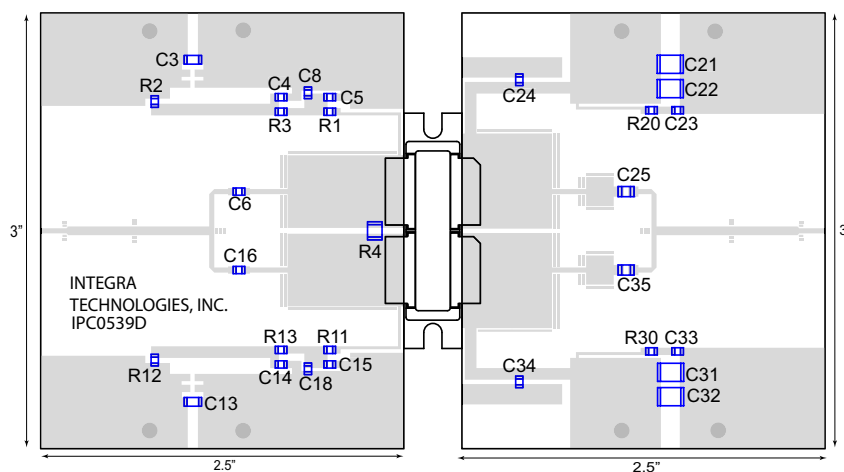 C3
C21
C8
C4
C22
R2
C5
C24
R3
R1
R20
C23
C25
C6
3"
3
R4
C16
C35
INTEGRA
TECHNOLOGIES, INC.
IPC0539D
R13
R11
R30
C33
C34
C15
R12
C14
C18
C31
C13
C32
2.5"
2.5"